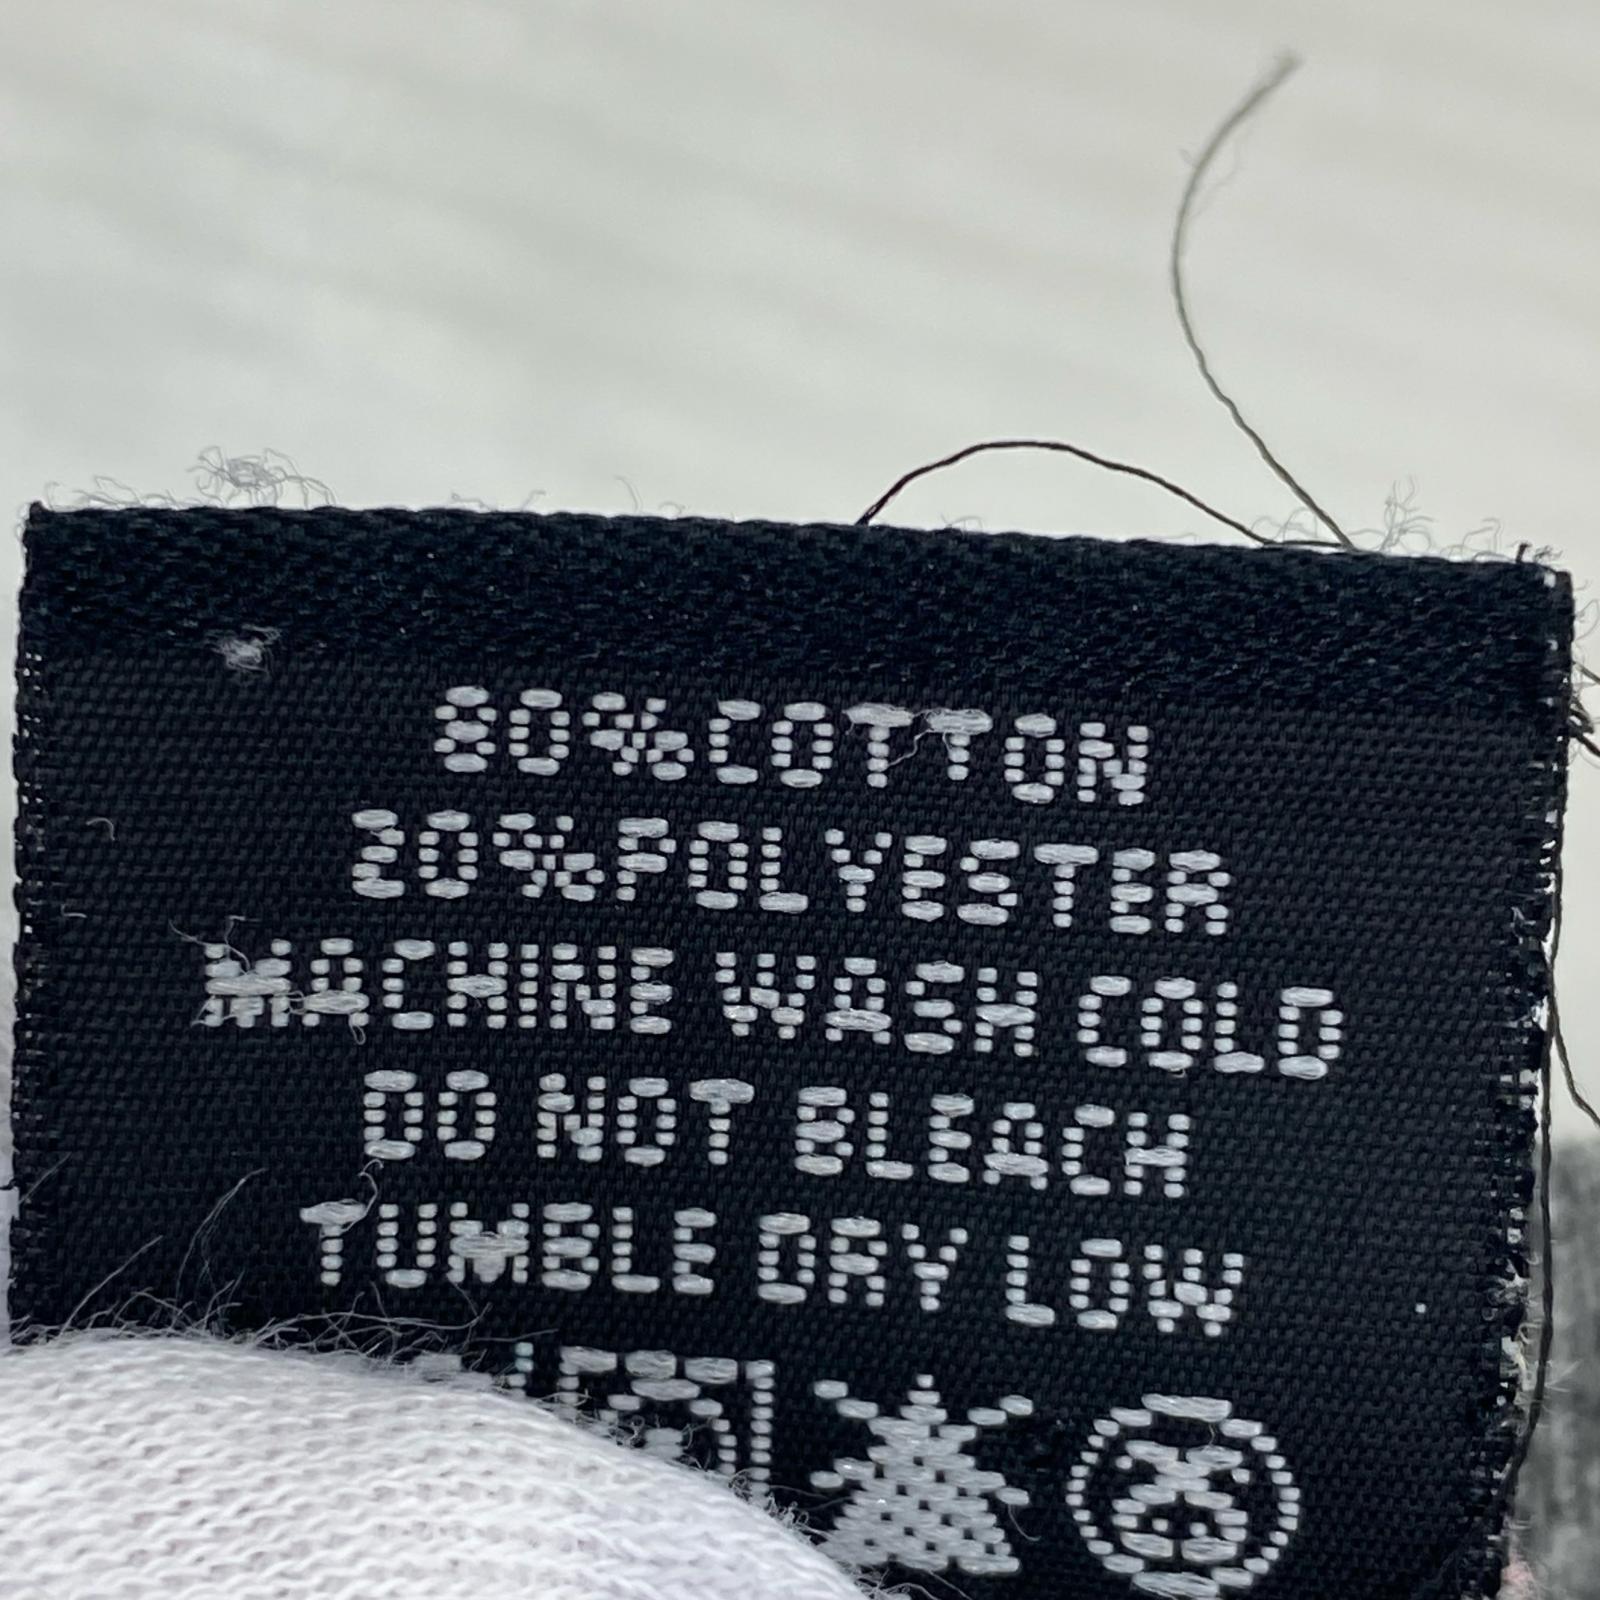 80%COTTON
20%POLYESTER
MACHINE WASH COLD
DO NOT BLEACH
TUMBLE DRY LOW